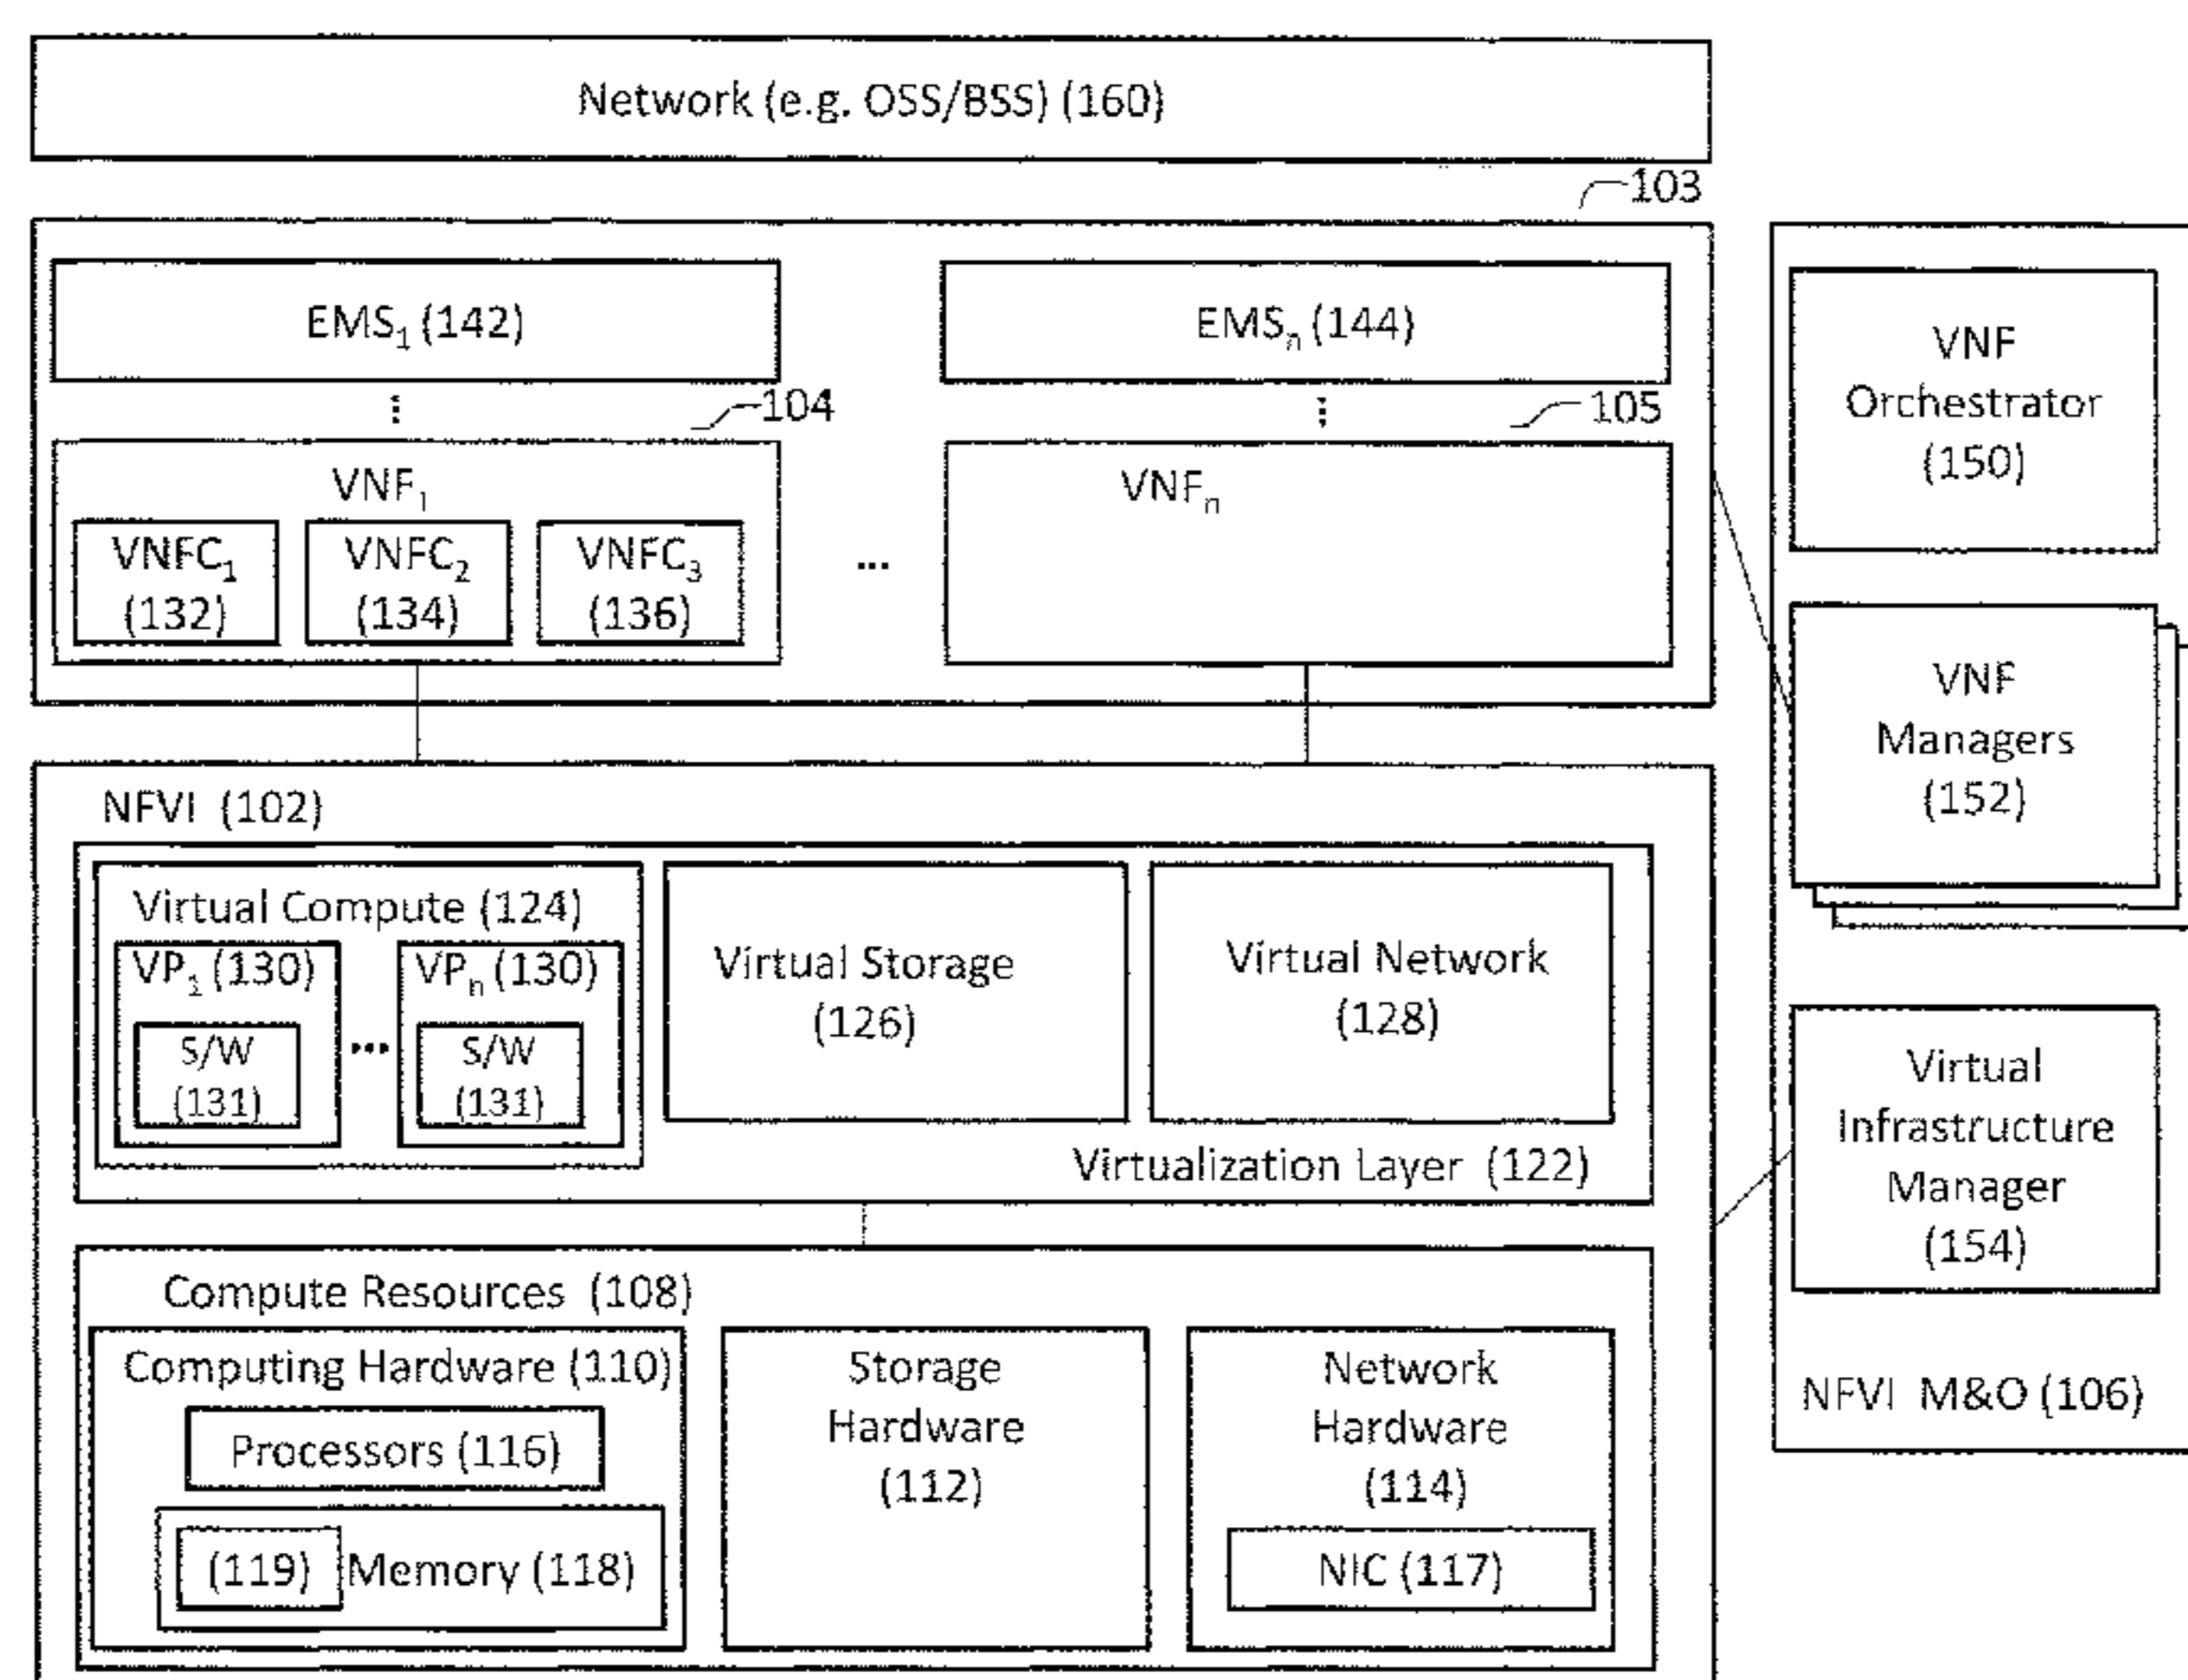 Network (e.g. OSS/BSS) (160)
103
EMS1 (142)
EMSn (144)
104
105
VNF1
VNFn
VNFC1
(132)
VNFC2
(134)
VNFC3
(136)
...
VNF
Orchestrator
(150)
VNF
Managers
(152)
NFVI (102)
Virtual Compute (124)
VP1 (130)
S/W
(131)
...
VPn (130)
S/W
(131)
Virtual Storage
(126)
Virtual Network
(128)
Virtualization Layer (122)
Virtual
Infrastructure
Manager
(154)
NFVI M&O (106)
Compute Resources (108)
Computing Hardware (110)
Processors (116)
(119) Memory (118)
Storage
Hardware
(112)
Network
Hardware
(114)
NIC (117)